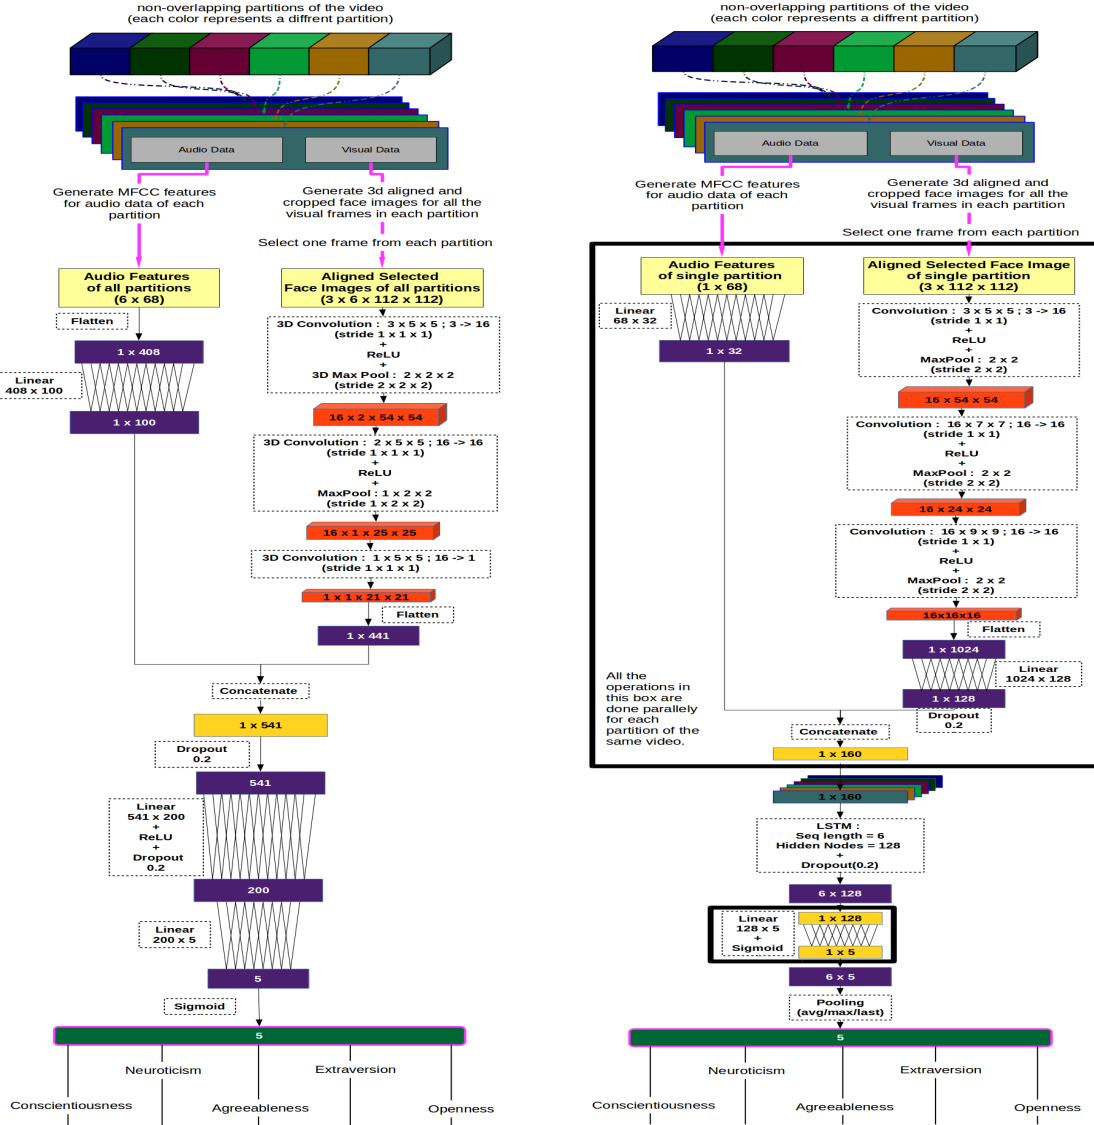 non-overlapping partitions of the video
(each color represents a diffrent partition)
Audio Data
Visual Data
Generate MFCC features
for audio data of each
partition
Generate 3d aligned and
cropped face images for all the
visual frames in each partition
Select one frame from each partition
Audio Features
of all partitions
(6 x 68)
Aligned Selected
Face Images of all partitions
(3 x 6 x 112 x 112)
Flatten
1 x 408
Linear
408 x 100
1 x 100
3D Convolution : 3 x 5 x 5 ; 3 -> 16
(stride 1 x 1 x 1)
+
ReLU
+
3D Max Pool : 2 x 2 x 2
(stride 2 x 2 x 2)
16 x 2 x 54 x 54
3D Convolution : 2 x 5 x 5 ; 16 -> 16
(stride 1 x 1 x 1)
+
ReLU
+
MaxPool : 1 x 2 x 2
(stride 1 x 2 x 2)
16 x 1 x 25 x 25
3D Convolution : 1 x 5 x 5 ; 16 -> 1
(stride 1 x 1 x 1)
1 x 1 x 21 x 21
Flatten
1 x 441
Concatenate
1 x 541
Dropout
0.2
541
Linear
541 x 200
+
ReLU
+
Dropout
0.2
200
Linear
200 x 5
5
Sigmoid
5
Neuroticism
Extraversion
Conscientiousness
Agreeableness
Openness
non-overlapping partitions of the video
(each color represents a diffrent partition)
Audio Data
Visual Data
Generate MFCC features
for audio data of each
partition
Generate 3d aligned and
cropped face images for all the
visual frames in each partition
Select one frame from each partition
Audio Features
of single partition
(1 x 68)
Aligned Selected Face Image
of single partition
(3 x 112 x 112)
Linear
68 x 32
1 x 32
Convolution : 3 x 5 x 5 ; 3 -> 16
(stride 1 x 1)
+
ReLU
+
MaxPool : 2 x 2
(stride 2 x 2)
16 x 54 x 54
Convolution : 16 x 7 x 7 ; 16 -> 16
(stride 1 x 1)
+
ReLU
+
MaxPool : 2 x 2
(stride 2 x 2)
16 x 24 x 24
Convolution : 16 x 9 x 9 ; 16 -> 16
(stride 1 x 1)
+
ReLU
+
MaxPool : 2 x 2
(stride 2 x 2)
16x16x16
Flatten
1 x 1024
Linear
1024 x 128
1 x 128
Dropout
0.2
All the
operations in
this box are
done parallely
for each
partition of the
same video.
Concatenate
1 x 160
1 x 160
LSTM :
Seq length = 6
Hidden Nodes = 128
+
Dropout(0.2)
6 x 128
Linear
128 x 5
+
Sigmoid
1 x 128
1 x 5
6 x 5
Pooling
(avg/max/last)
5
Neuroticism
Extraversion
Conscientiousness
Agreeableness
Openness